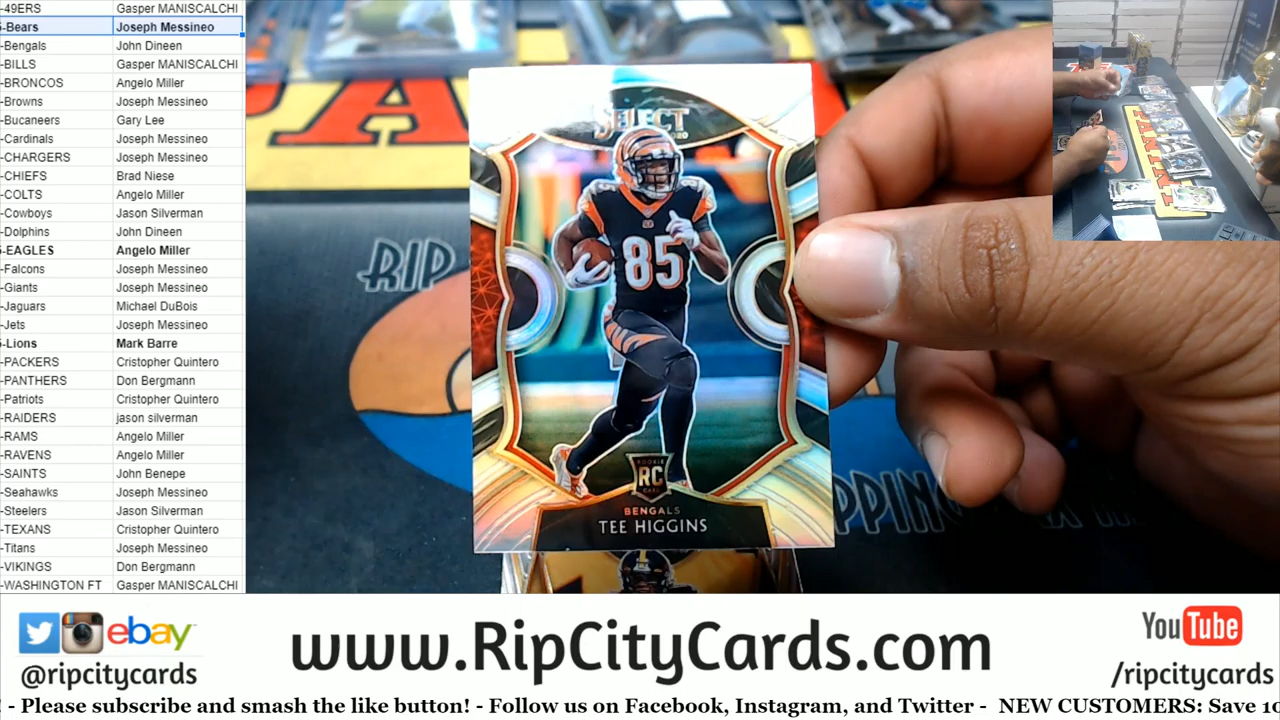 -49ERS Gasper MANISCALCHI
-Bears Joseph Messineo
-Bengals John Dineen
-BILLS Gasper MANISCALCHI
-BRONCOS Angelo Miller
-Browns Joseph Messineo
-Bucaneers Gary Lee
-Cardinals Joseph Messineo
-CHARGERS Joseph Messineo
-CHIEFS Brad Niese
-COLTS Angelo Miller
-Cowboys Jason Silverman
-Dolphins John Dineen
-EAGLES Angelo Miller
-Falcons Joseph Messineo
-Giants Joseph Messineo
-Jaguars Michael DuBois
-Jets Joseph Messineo
-Lions Mark Barre
-PACKERS Cristopher Quintero
-PANTHERS Don Bergmann
-Patriots Cristopher Quintero
-RAIDERS jason silverman
-RAMS Angelo Miller
-RAVENS Angelo Miller
-SAINTS John Benepe
-Seahawks Joseph Messineo
-Steelers Jason Silverman
-TEXANS Cristopher Quintero
-Titans Joseph Messineo
-VIKINGS Don Bergmann
-WASHINGTON FT Gasper MANISCALCHI
SELECT
85
ROOKIE
RC
CARD
BENGALS
TEE HIGGINS
RIP
PANINI
ebay
@ripcitycards
www.RipCityCards.com
YouTube
/ripcitycards
! - Please subscribe and smash the like button! - Follow us on Facebook, Instagram, and Twitter - NEW CUSTOMERS: Save